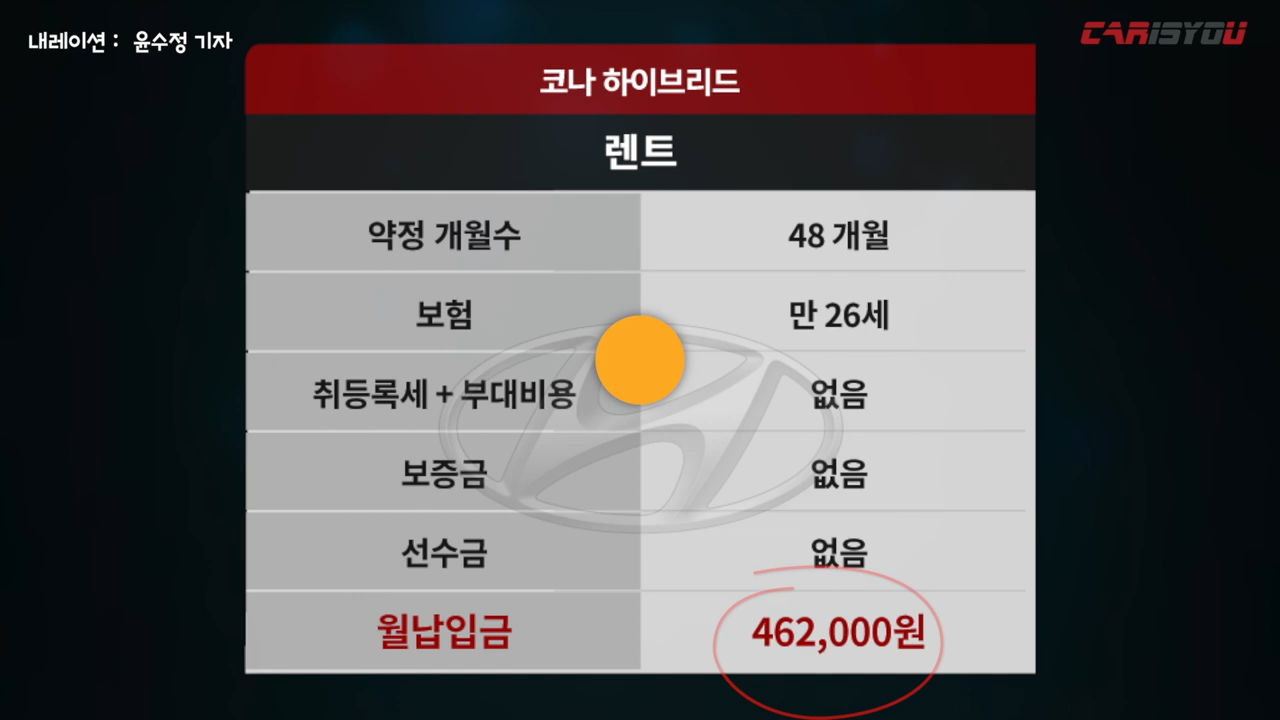 내레이션 : 윤수정 기자
CARISYOU
코나 하이브리드
렌트
약정 개월수 48 개월
보험 만 26세
취등록세 + 부대비용 없음
보증금 없음
선수금 없음
월납입금 462,000원